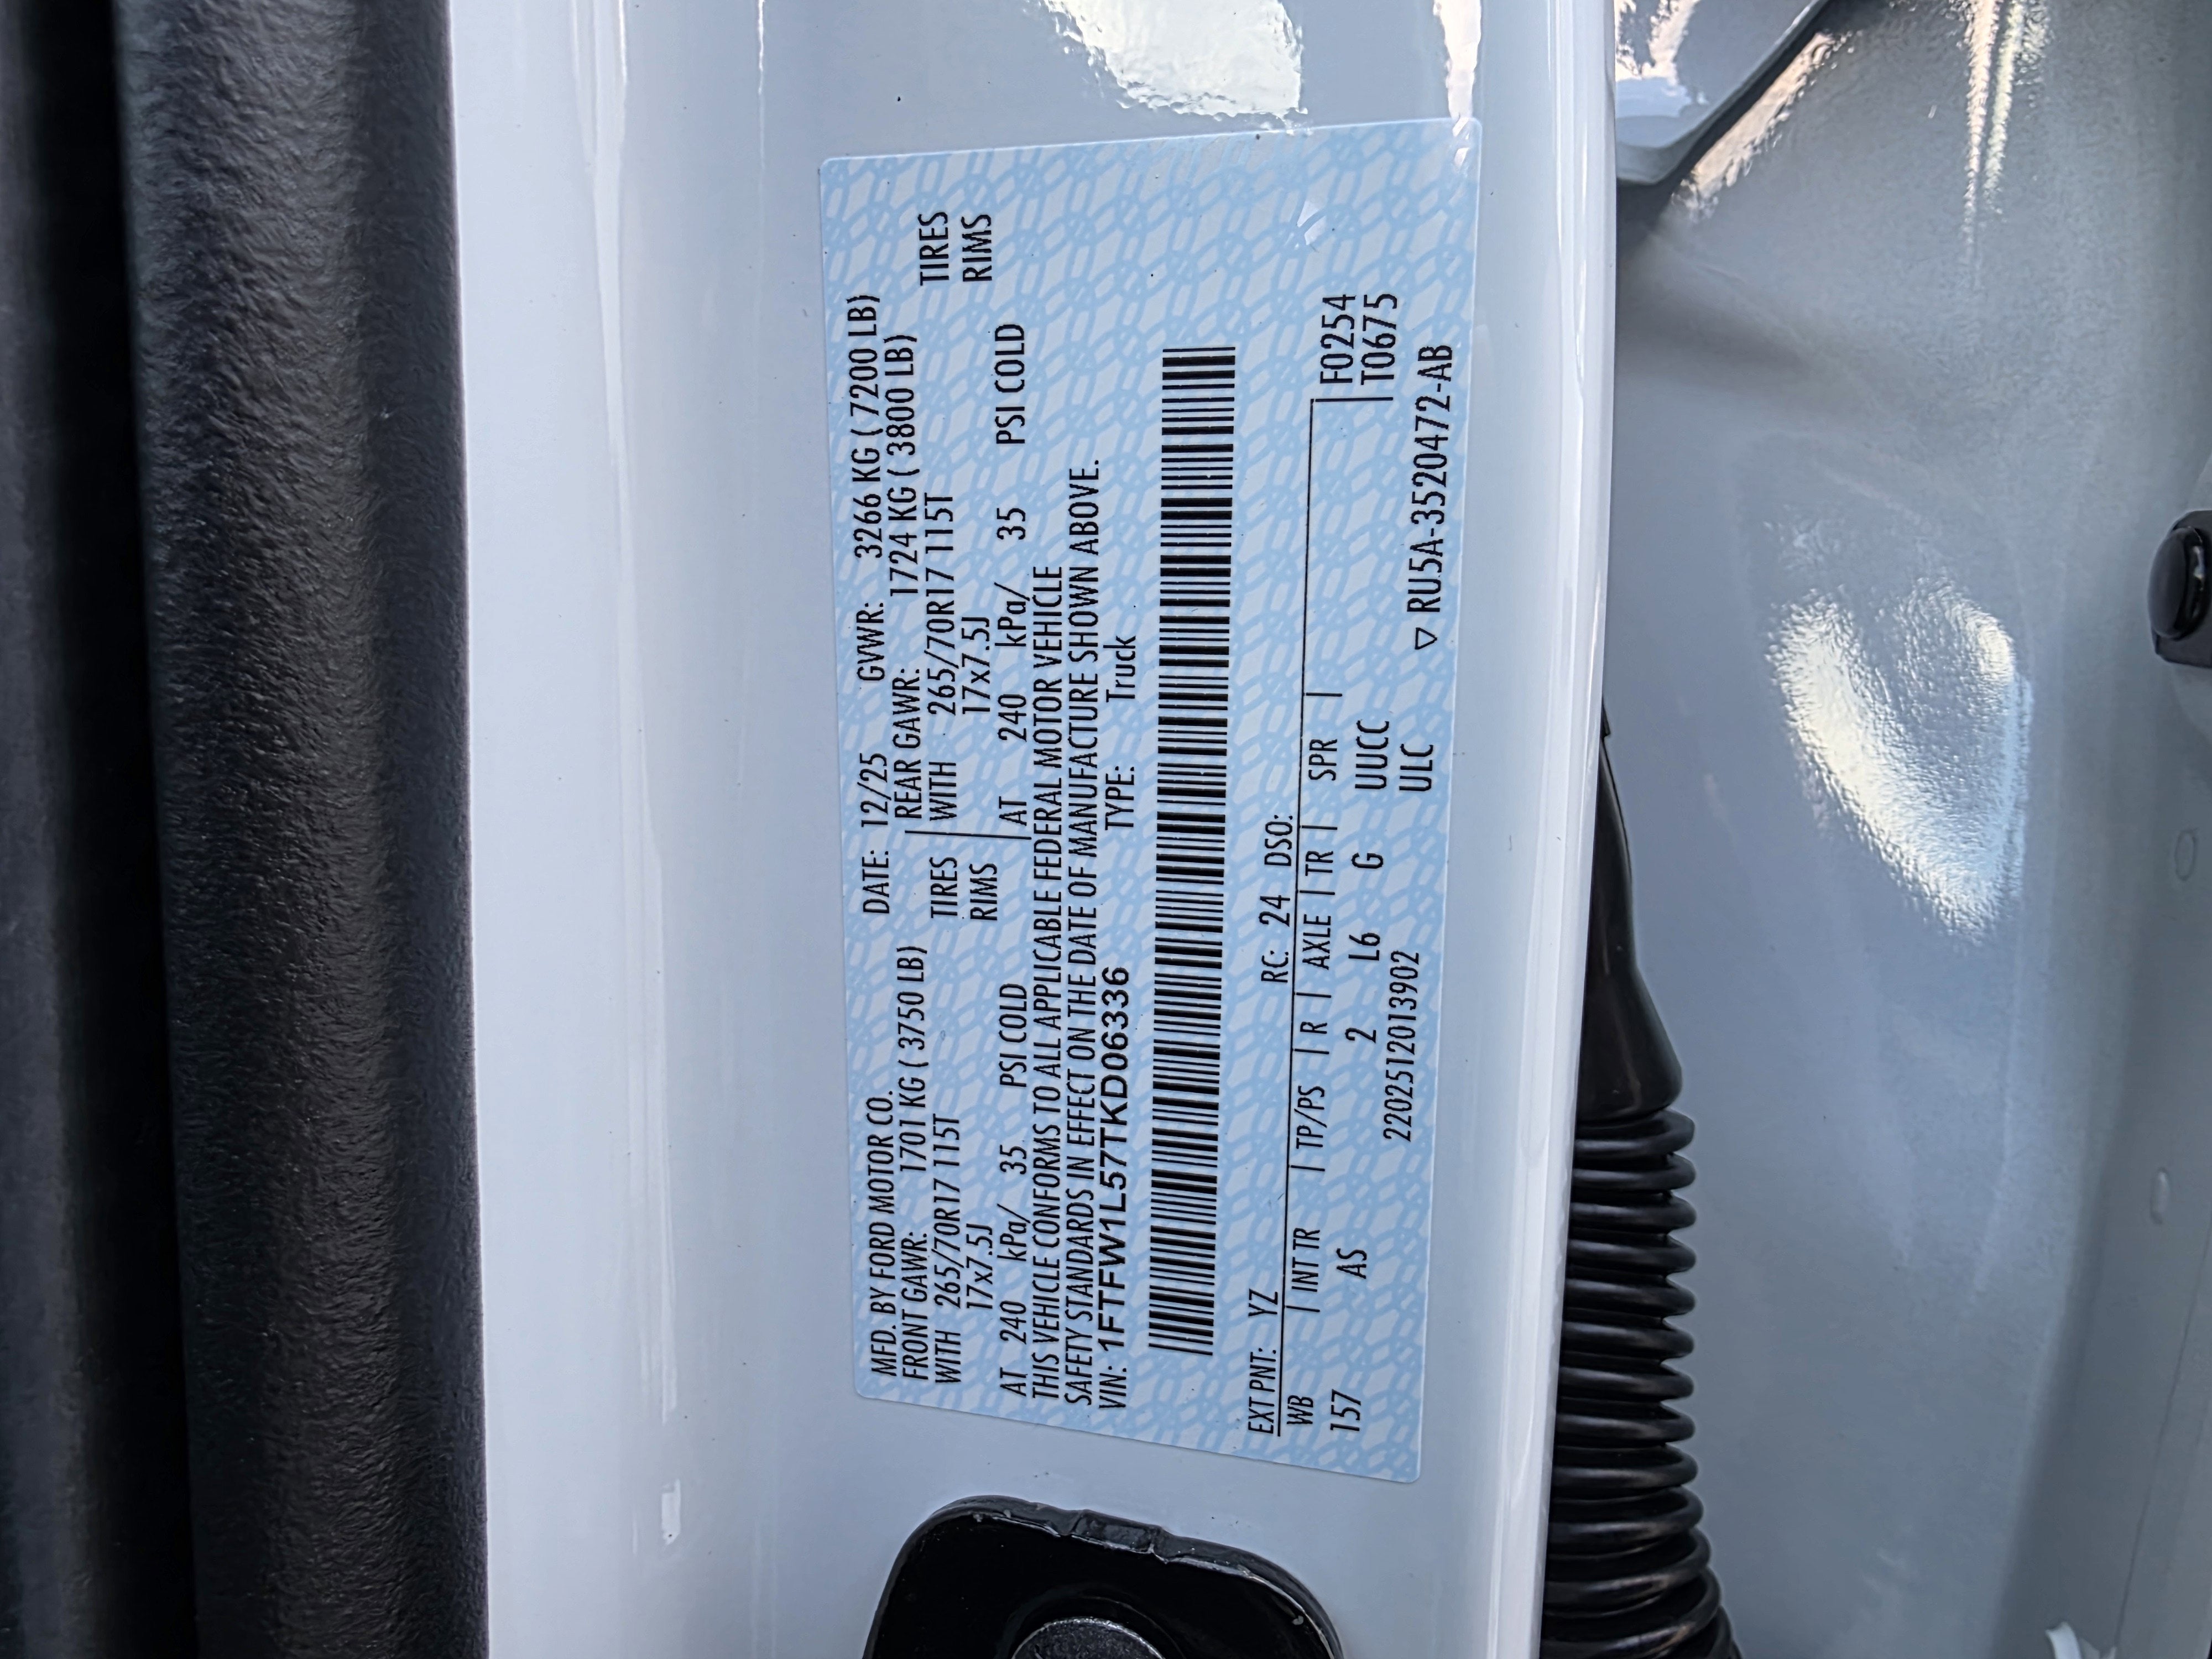 MFD. BY FORD MOTOR CO. DATE: 12/25 GVWR: 3266 KG ( 7200 LB)
FRONT GAWR: 1701 KG ( 3750 LB) REAR GAWR: 1724 KG ( 3800 LB)
WITH 265/70R17 115T TIRES WITH 265/70R17 115T TIRES
17x7.5J RIMS 17x7.5J RIMS
AT 240 kPa/ 35 PSI COLD AT 240 kPa/ 35 PSI COLD
THIS VEHICLE CONFORMS TO ALL APPLICABLE FEDERAL MOTOR VEHICLE
SAFETY STANDARDS IN EFFECT ON THE DATE OF MANUFACTURE SHOWN ABOVE.
VIN: 1FTFW1L57TKD06336 TYPE: Truck
EXT PNT: YZ RC: 24 DSO:
WB | INT TR | TP/PS | R | AXLE | TR | SPR | F0254
157 AS 2 L6 G UUCC T0675
2202512013902 ULC
▽ RU5A-3520472-AB